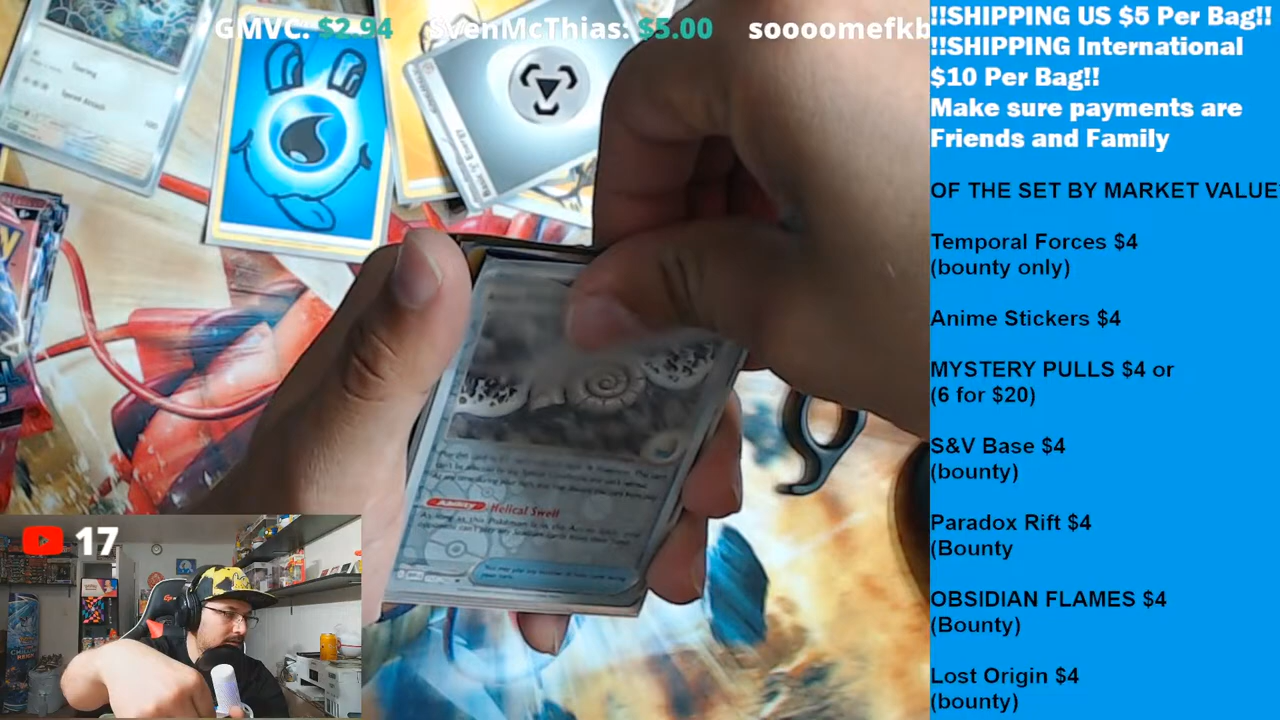 GMVC: $2.94 SvenMcThias: $5.00 soooomefkb
!!SHIPPING US $5 Per Bag!!
!!SHIPPING International
$10 Per Bag!!
Make sure payments are
Friends and Family
OF THE SET BY MARKET VALUE
Temporal Forces $4
(bounty only)
Anime Stickers $4
MYSTERY PULLS $4 or
(6 for $20)
S&V Base $4
(bounty)
Paradox Rift $4
(Bounty
OBSIDIAN FLAMES $4
(Bounty)
Lost Origin $4
(bounty)
Speed Attack
Energy
Ability Helical Swell
17